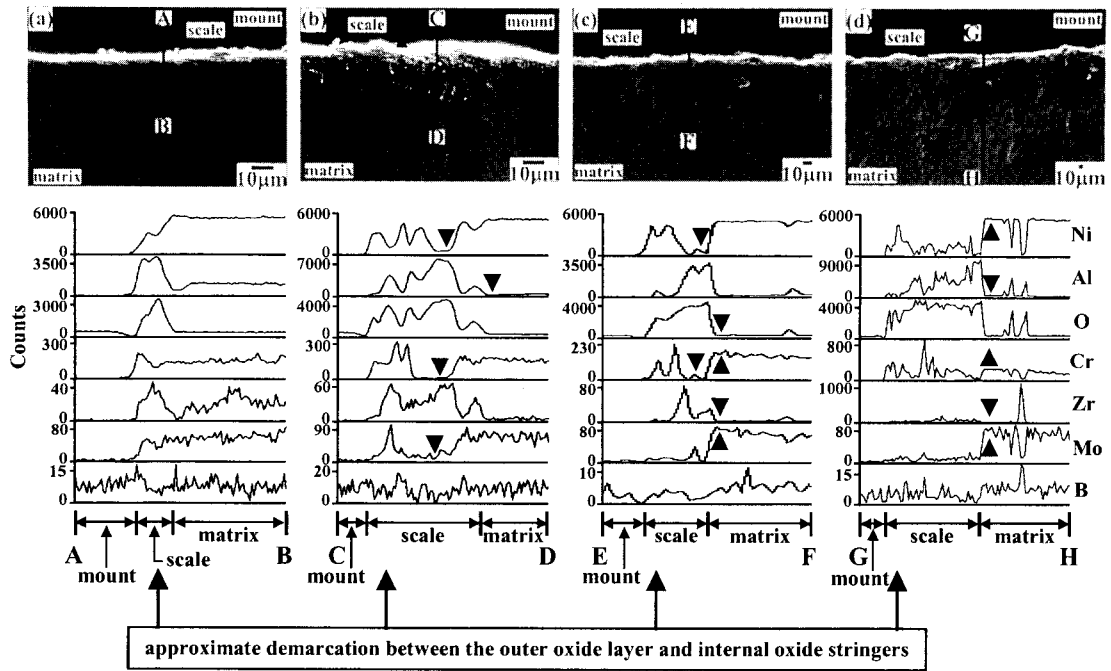 (a) A mount
scale
B
matrix 10µm
(b) C mount
scale
D
matrix 10µm
(c) E mount
scale
F
matrix 10µm
(d) G mount
scale
H
matrix 10µm
Counts
6000 0
3500 0
3000 0
300 0
40 0
80 0
15 0
6000 0
7000 0
4000 0
300 0
60 0
90 0
20 0
6000 0
3500 0
4000 0
230 0
80 0
80 0
10 0
6000 0 Ni
9000 0 Al
4000 0 O
800 0 Cr
1000 0 Zr
80 0 Mo
15 0 B
A matrix B
mount scale
C scale matrix D
mount
E scale matrix F
mount
G scale matrix H
mount
approximate demarcation between the outer oxide layer and internal oxide stringers